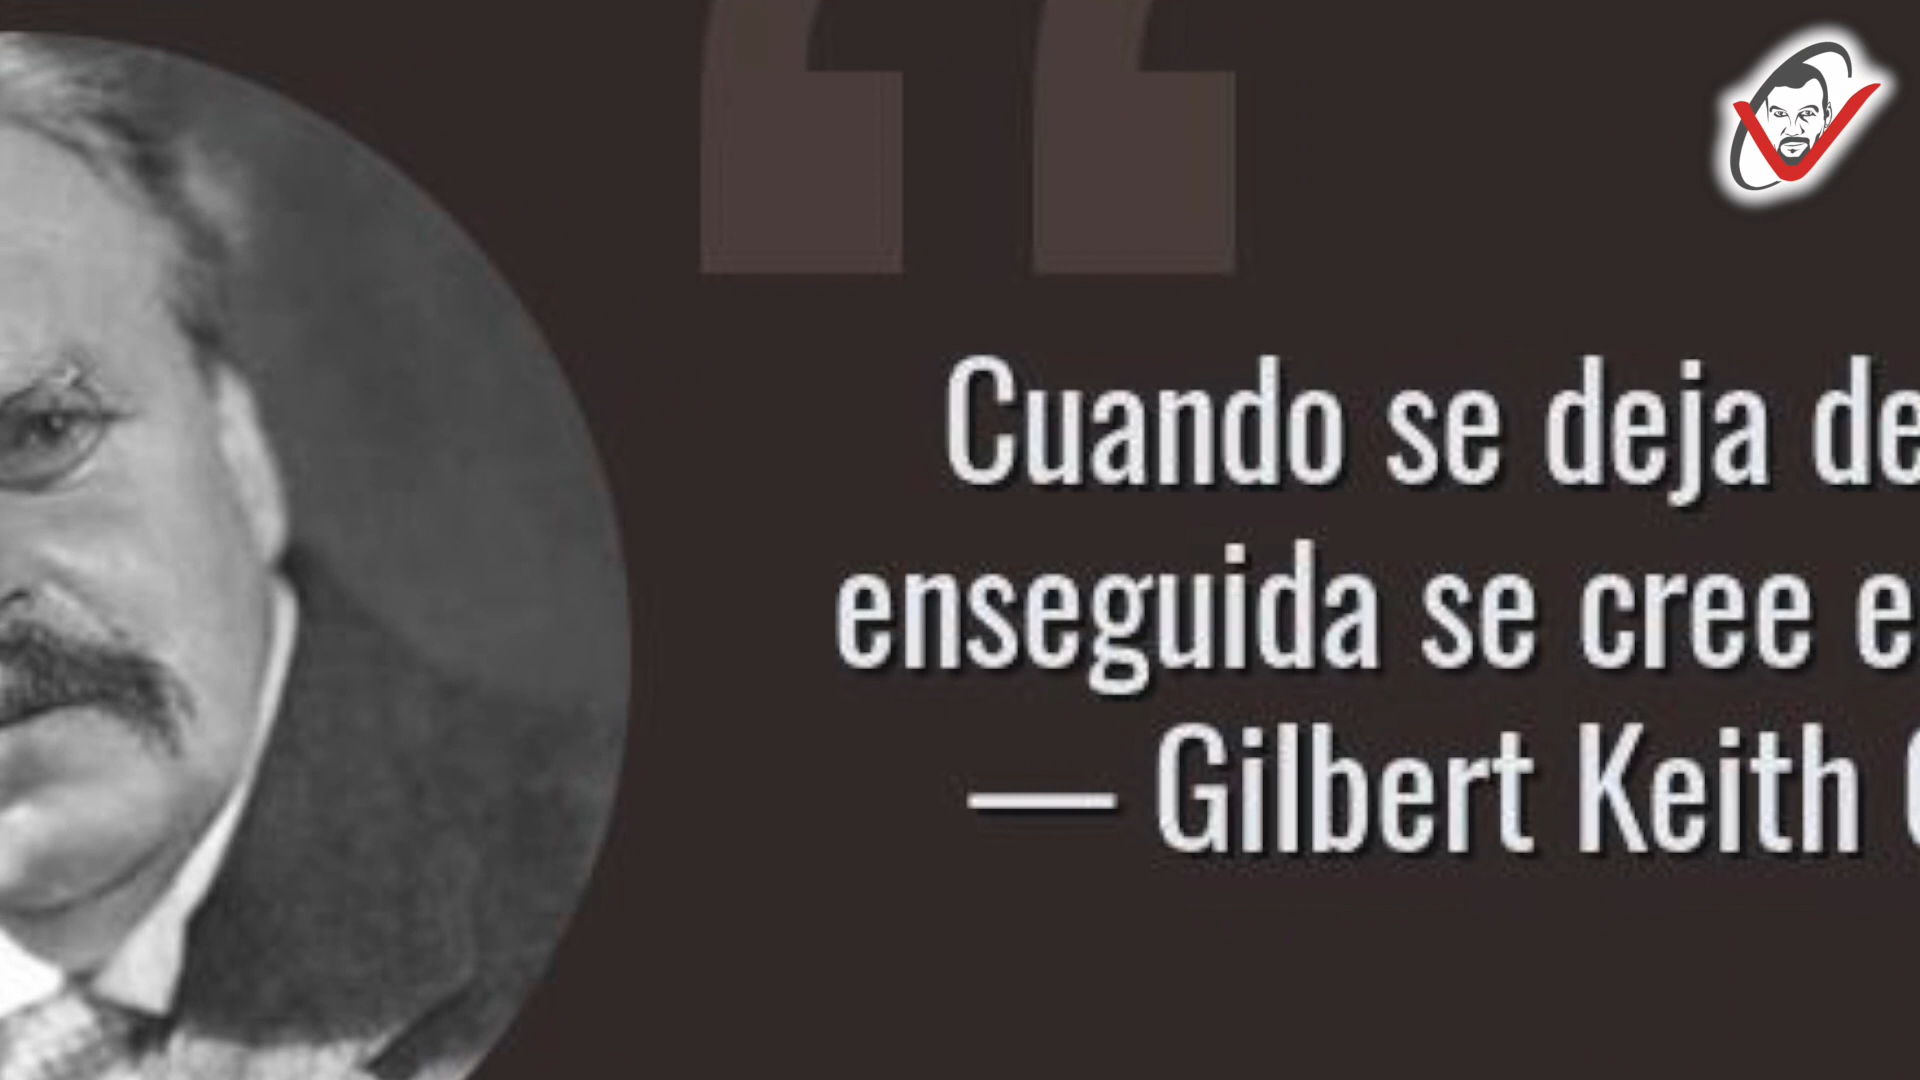 Cuando se deja de
enseguida se cree e
— Gilbert Keith